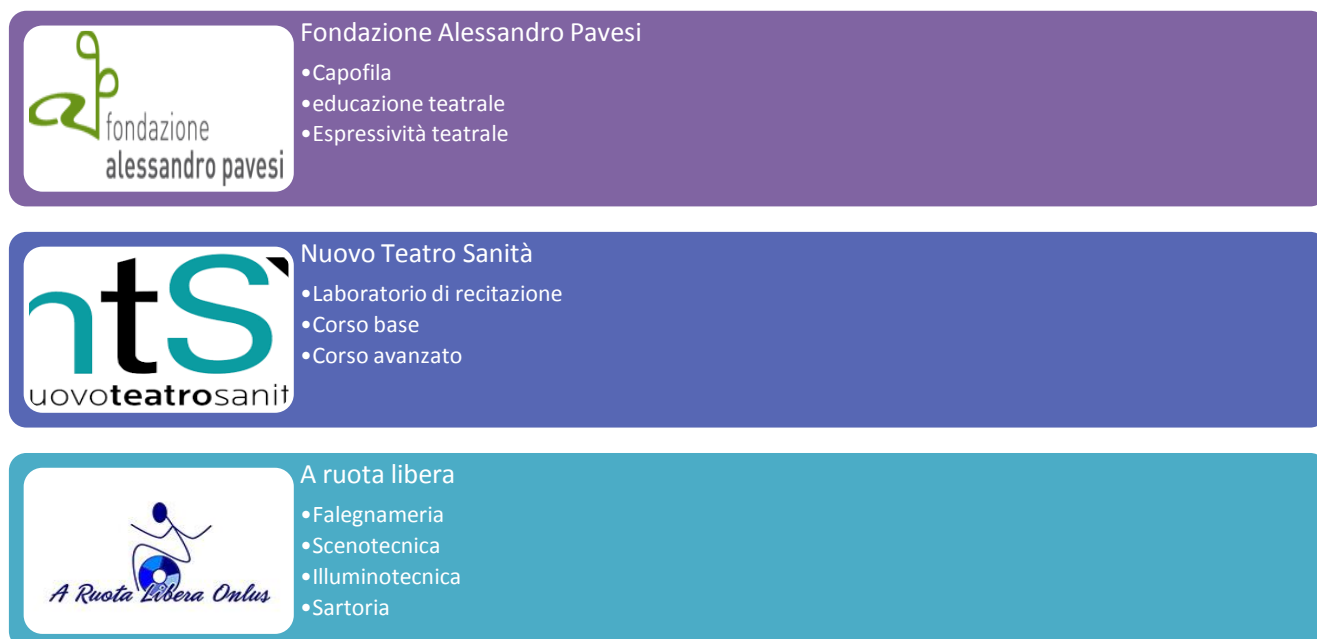 Fondazione Alessandro Pavesi
•Capofila
•educazione teatrale
•Espressività teatrale
ap
fondazione
alessandro pavesi
Nuovo Teatro Sanità
•Laboratorio di recitazione
•Corso base
•Corso avanzato
ntS
uovoteatrosanit
A ruota libera
•Falegnameria
•Scenotecnica
•Illuminotecnica
•Sartoria
A Ruota Libera Onlus